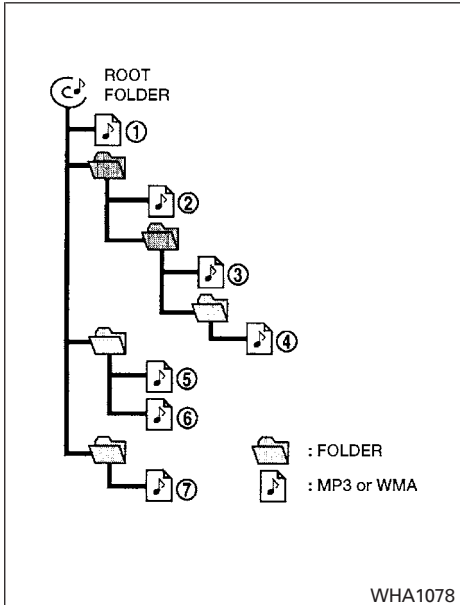 ROOT
FOLDER
①
②
③
④
⑤
⑥
: FOLDER
⑦
: MP3 or WMA
WHA1078